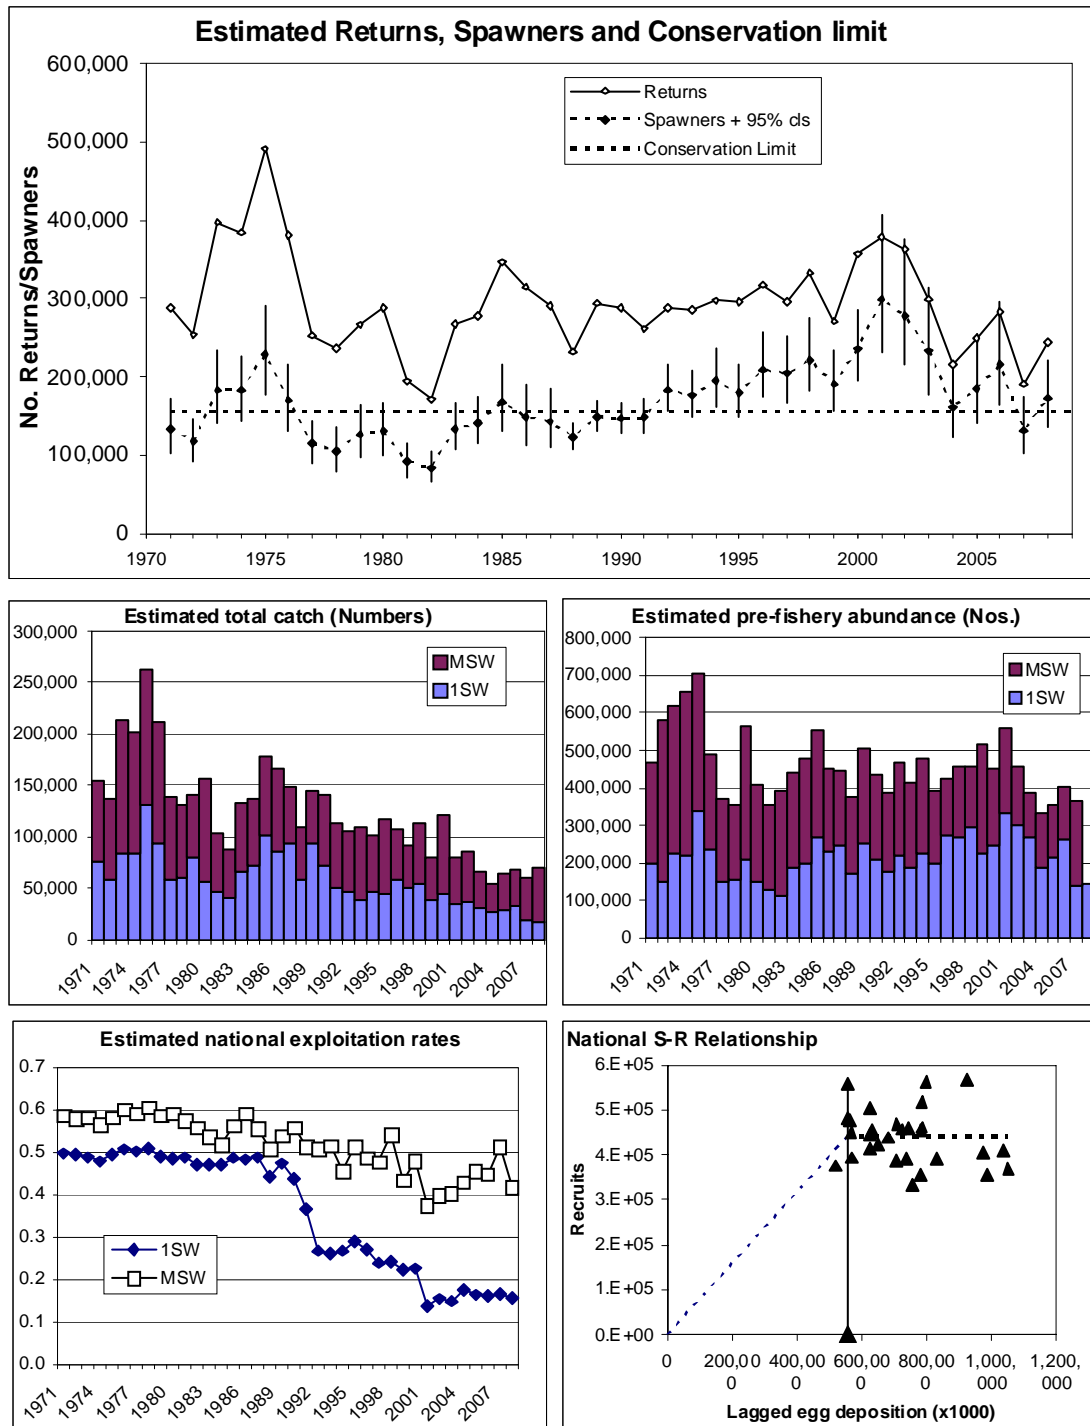 Estimated Returns, Spawners and Conservation limit
No. Returns/Spawners
600,000
500,000
400,000
300,000
200,000
100,000
0
Returns
Spawners + 95% cls
Conservation Limit
1970 1975 1980 1985 1990 1995 2000 2005
Estimated total catch (Numbers)
300,000
250,000
200,000
150,000
100,000
50,000
0
MSW
1SW
1971 1974 1977 1980 1983 1986 1989 1992 1995 1998 2001 2004 2007
Estimated pre-fishery abundance (Nos.)
800,000
700,000
600,000
500,000
400,000
300,000
200,000
100,000
0
MSW
1SW
1971 1974 1977 1980 1983 1986 1989 1992 1995 1998 2001 2004 2007
Estimated national exploitation rates
0.7
0.6
0.5
0.4
0.3
0.2
0.1
0.0
1SW
MSW
1971 1974 1977 1980 1983 1986 1989 1992 1995 1998 2001 2004 2007
National S-R Relationship
Recruits
6.E+05
5.E+05
4.E+05
3.E+05
2.E+05
1.E+05
0.E+00
0 200,00 400,00 600,00 800,00 1,000, 1,200,
0 0 0 0 000 000
Lagged egg deposition (x1000)